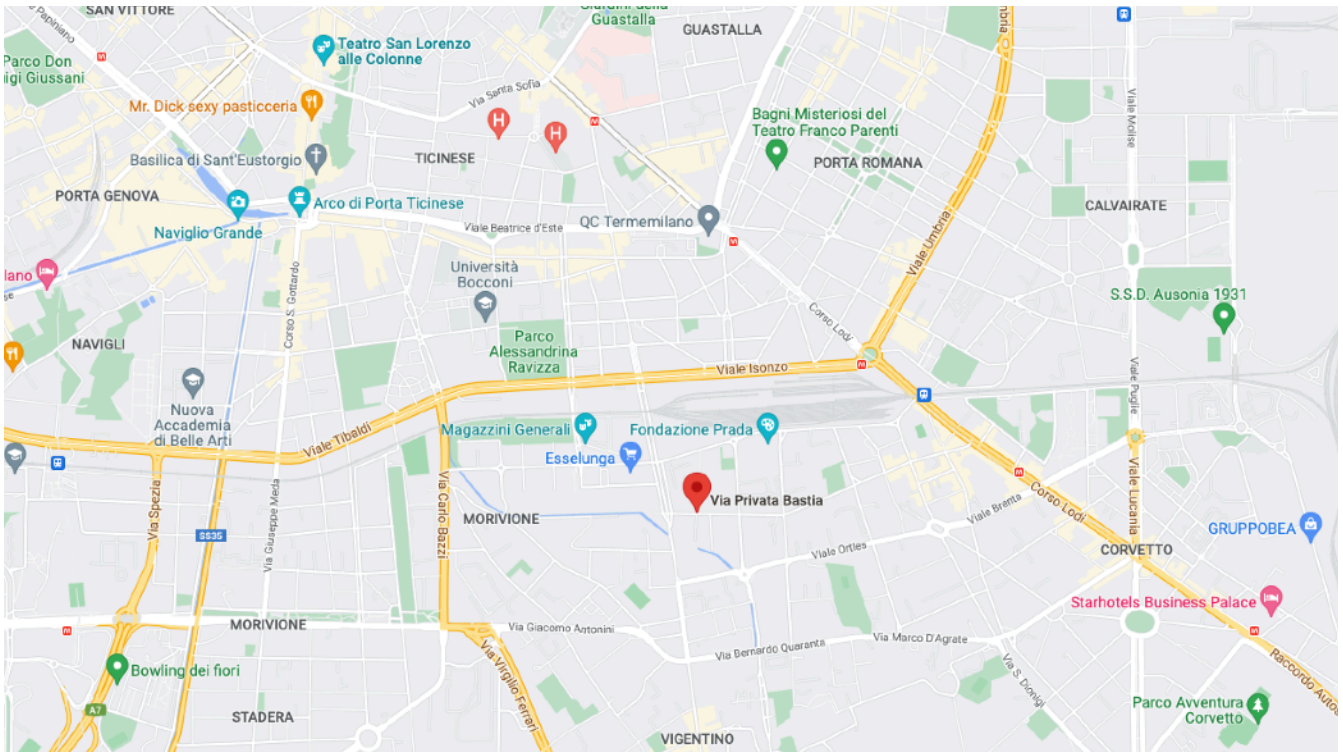 SAN VITTORE
Papiniano
Giardini della
Guastalla
GUASTALLA
Umbria
Teatro San Lorenzo
alle Colonne
Parco Don
igi Giussani
Via Santa Sofia
Viale Molise
Mr. Dick sexy pasticceria
H
H
Bagni Misteriosi del
Teatro Franco Parenti
TICINESE
Basilica di Sant'Eustorgio
PORTA ROMANA
PORTA GENOVA
Arco di Porta Ticinese
CALVAIRATE
Naviglio Grande
Viale Beatrice d'Este
QC Termemilano
Viale Umbria
lano
Università
Bocconi
Corso S. Gottardo
S.S.D. Ausonia 1931
Corso Lodi
NAVIGLI
Parco
Alessandrina
Ravizza
Viale Isonzo
Viale Puglie
Nuova
Accademia
di Belle Arti
Viale Tibaldi
Magazzini Generali
Fondazione Prada
Esselunga
Via Spezia
Via Giuseppe Meda
Via Carlo Bazzi
Via Privata Bastia
Viale Brenta
Corso Lodi
Viale Lucania
MORIVIONE
SS35
GRUPPOBEA
Viale Ortles
CORVETTO
Starhotels Business Palace
MORIVIONE
Via Giacomo Antonini
Via Marco D'Agrate
Via Bernardo Quaranta
Bowling dei fiori
Via Virgilio Ferrari
Via S. Dionigi
Raccordo Autos
A7
STADERA
Parco Avventura
Corvetto
VIGENTINO